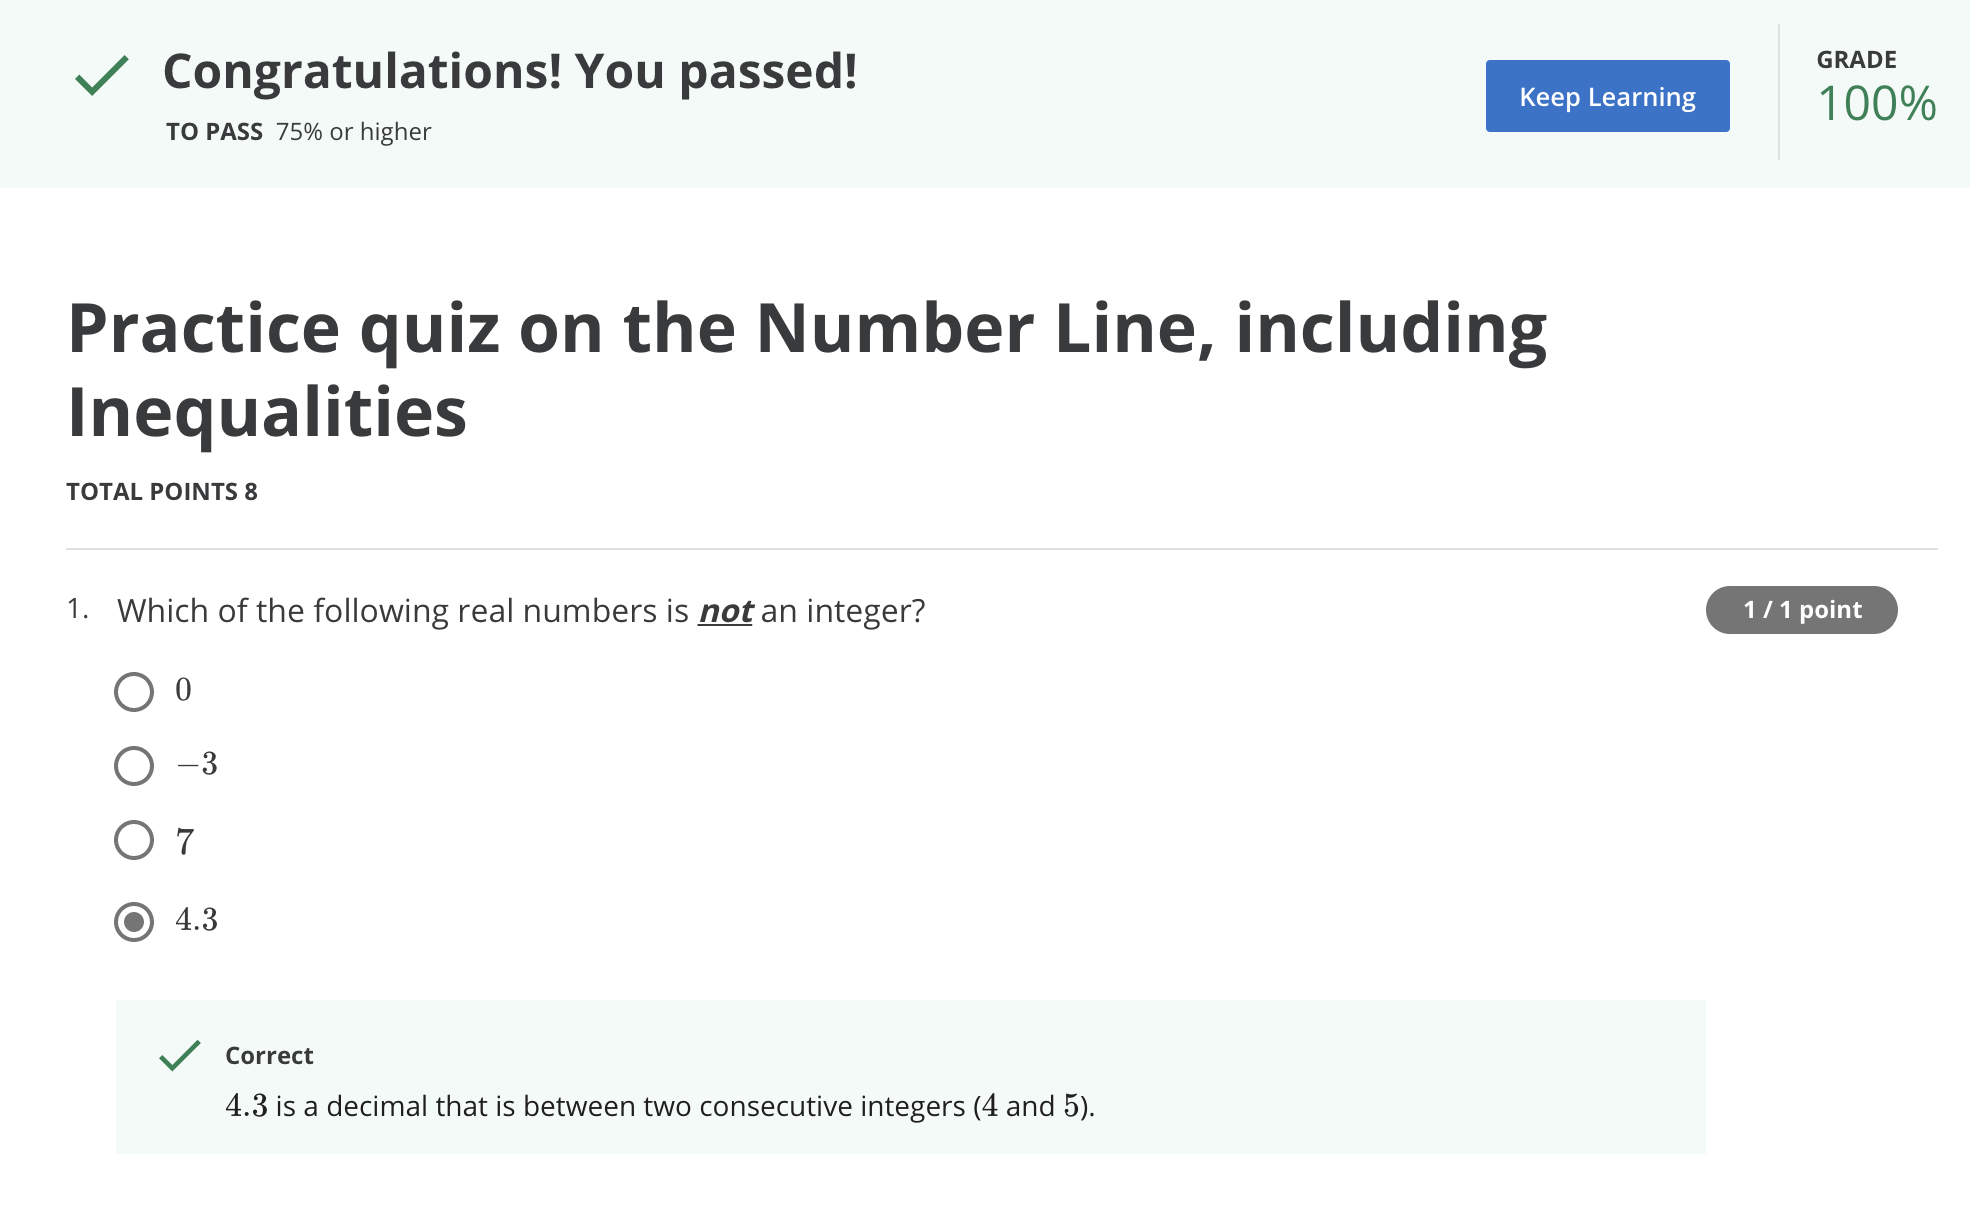 Congratulations! You passed!
TO PASS 75% or higher
Keep Learning
GRADE
100%
Practice quiz on the Number Line, including
Inequalities
TOTAL POINTS 8
1. Which of the following real numbers is not an integer?
1 / 1 point
0
−3
7
4.3
Correct
4.3 is a decimal that is between two consecutive integers (4 and 5).